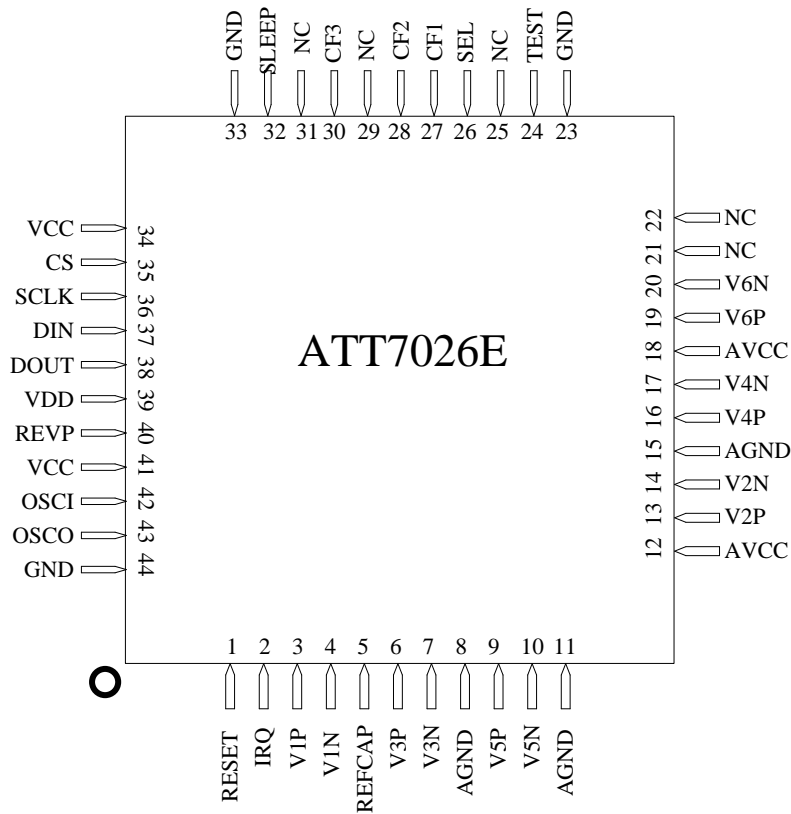 GND SLEEP NC CF3 NC CF2 CF1 SEL NC TEST GND
33 32 31 30 29 28 27 26 25 24 23
VCC 34
CS 35
SCLK 36
DIN 37
DOUT 38
VDD 39
REVP 40
VCC 41
OSCI 42
OSCO 43
GND 44
ATT7026E
22 NC
21 NC
20 V6N
19 V6P
18 AVCC
17 V4N
16 V4P
15 AGND
14 V2N
13 V2P
12 AVCC
1 2 3 4 5 6 7 8 9 10 11
RESET IRQ V1P V1N REFCAP V3P V3N AGND V5P V5N AGND